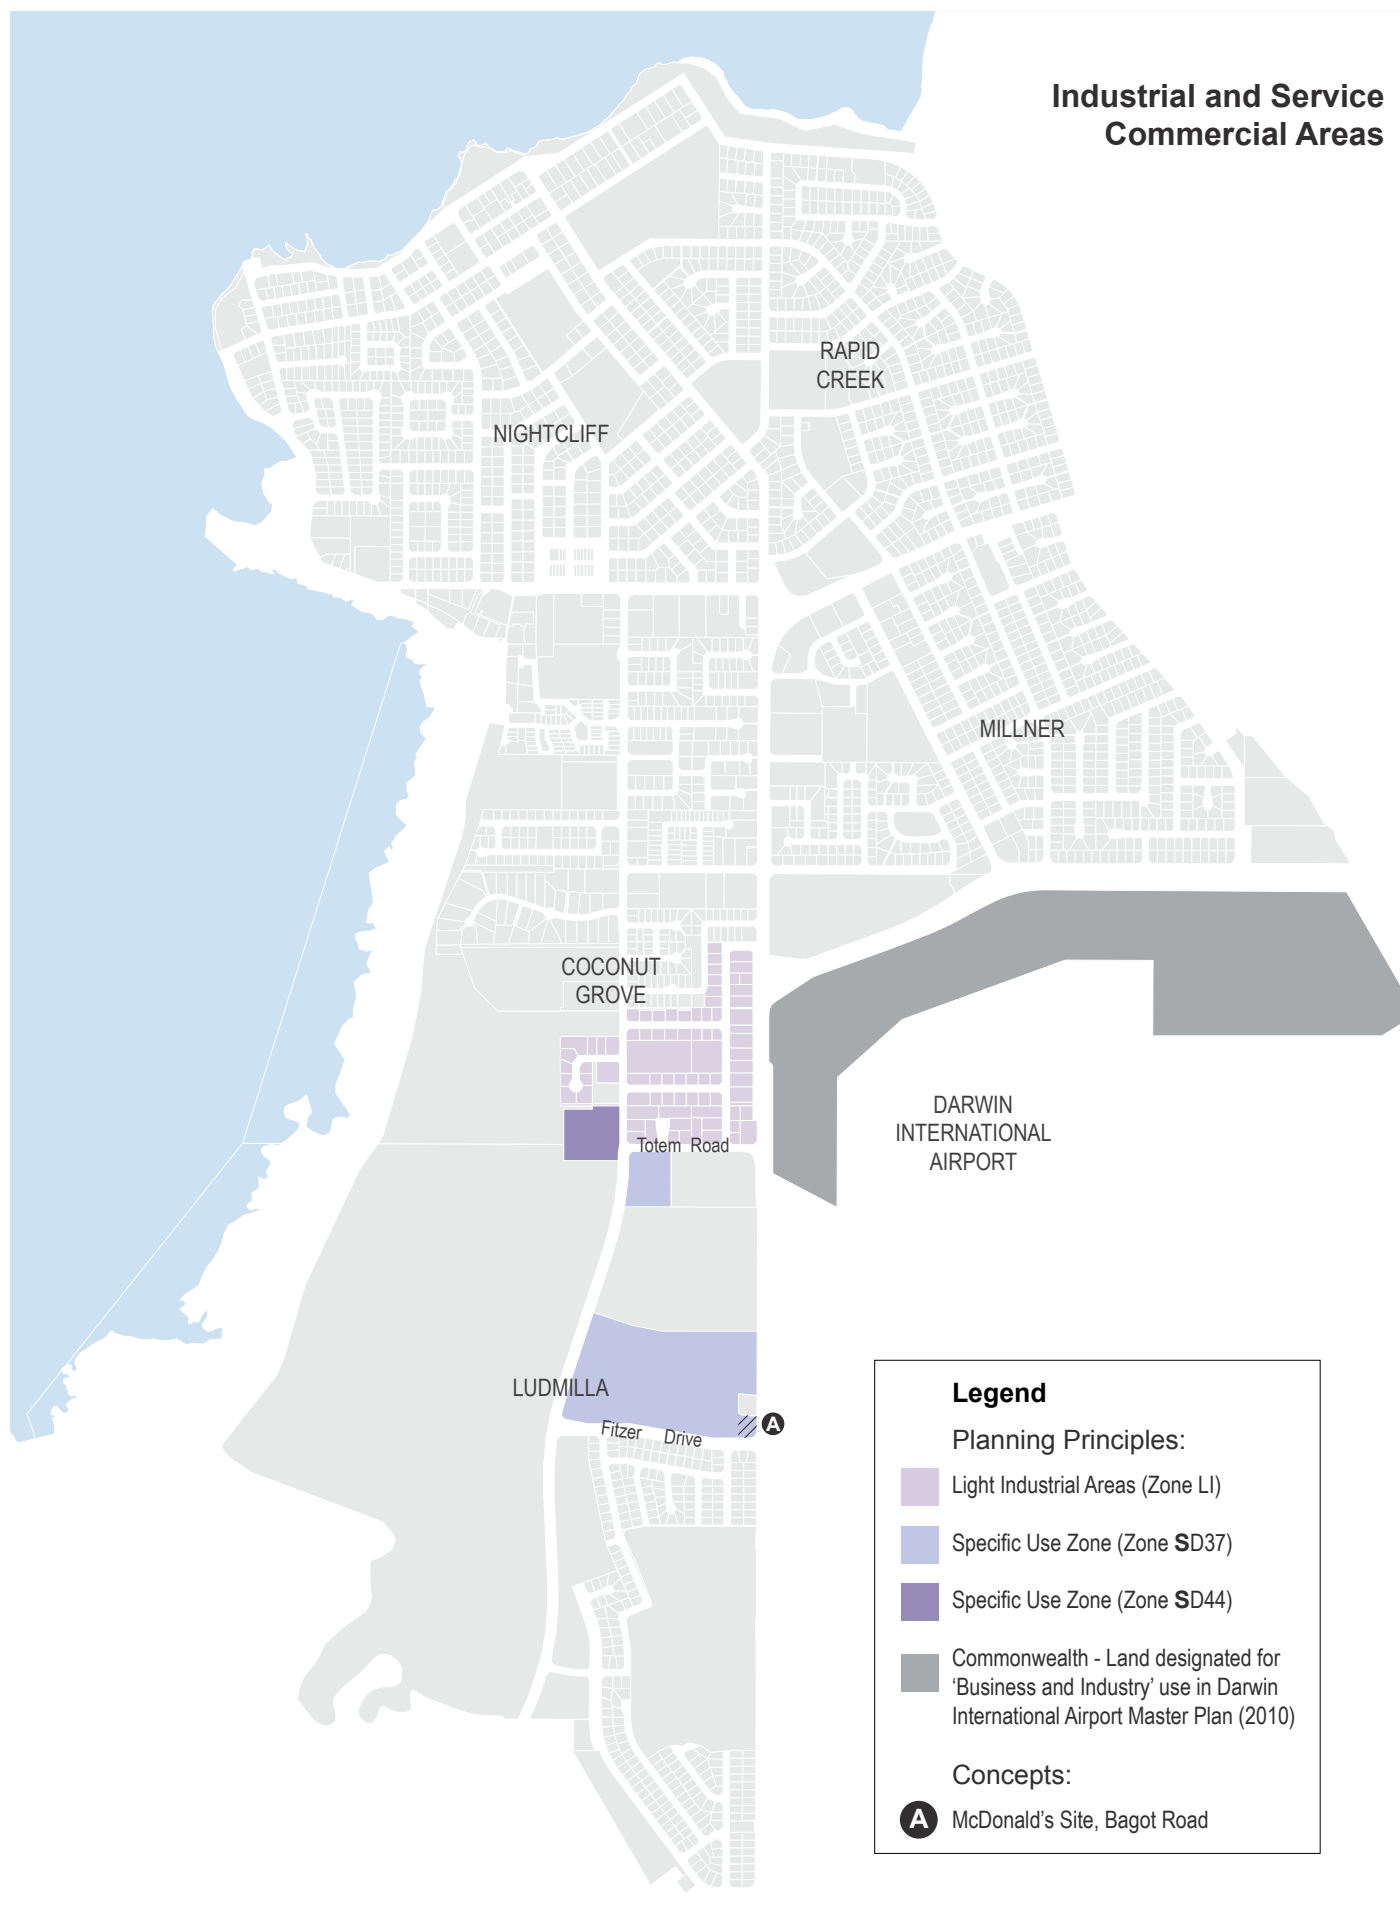 Industrial and Service
Commercial Areas
RAPID
CREEK
NIGHTCLIFF
MILLNER
COCONUT
GROVE
DARWIN
INTERNATIONAL
AIRPORT
Totem Road
LUDMILLA
Fitzer Drive
A
Legend
Planning Principles:
Light Industrial Areas (Zone LI)
Specific Use Zone (Zone SD37)
Specific Use Zone (Zone SD44)
Commonwealth - Land designated for
‘Business and Industry’ use in Darwin
International Airport Master Plan (2010)
Concepts:
A McDonald’s Site, Bagot Road